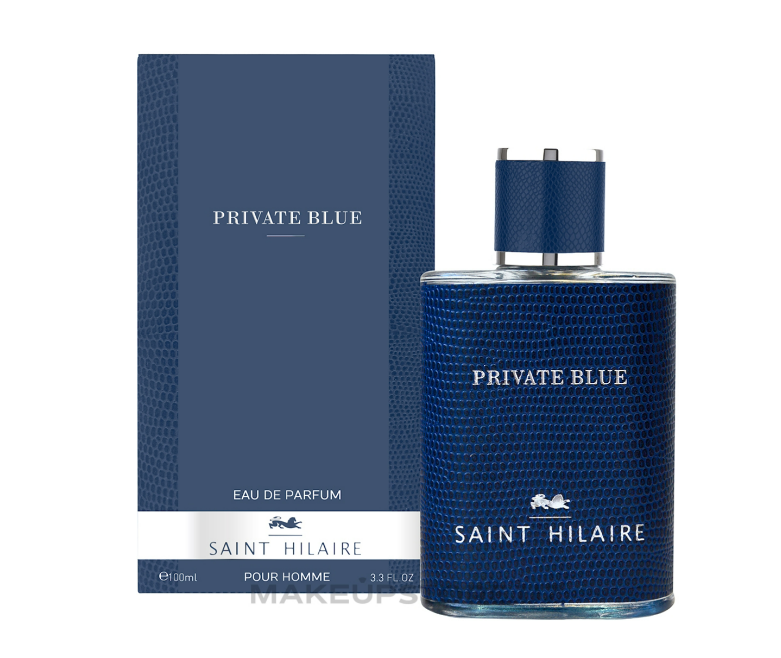 PRIVATE BLUE
EAU DE PARFUM
SAINT HILAIRE
℮100ml POUR HOMME 3.3 FL.OZ
PRIVATE BLUE
SAINT HILAIRE